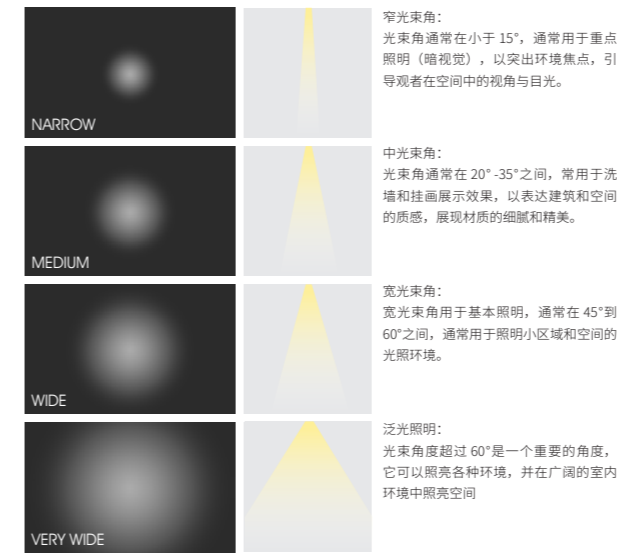 NARROW
窄光束角：
光束角通常在小于 15°，通常用于重点
照明（暗视觉），以突出环境焦点，引
导观者在空间中的视角与目光。
MEDIUM
中光束角：
光束角通常在 20° -35°之间，常用于洗
墙和挂画展示效果，以表达建筑和空间
的质感，展现材质的细腻和精美。
WIDE
宽光束角：
宽光束角用于基本照明，通常在 45°到
60°之间，通常用于照明小区域和空间的
光照环境。
VERY WIDE
泛光照明：
光束角度超过 60°是一个重要的角度，
它可以照亮各种环境，并在广阔的室内
环境中照亮空间